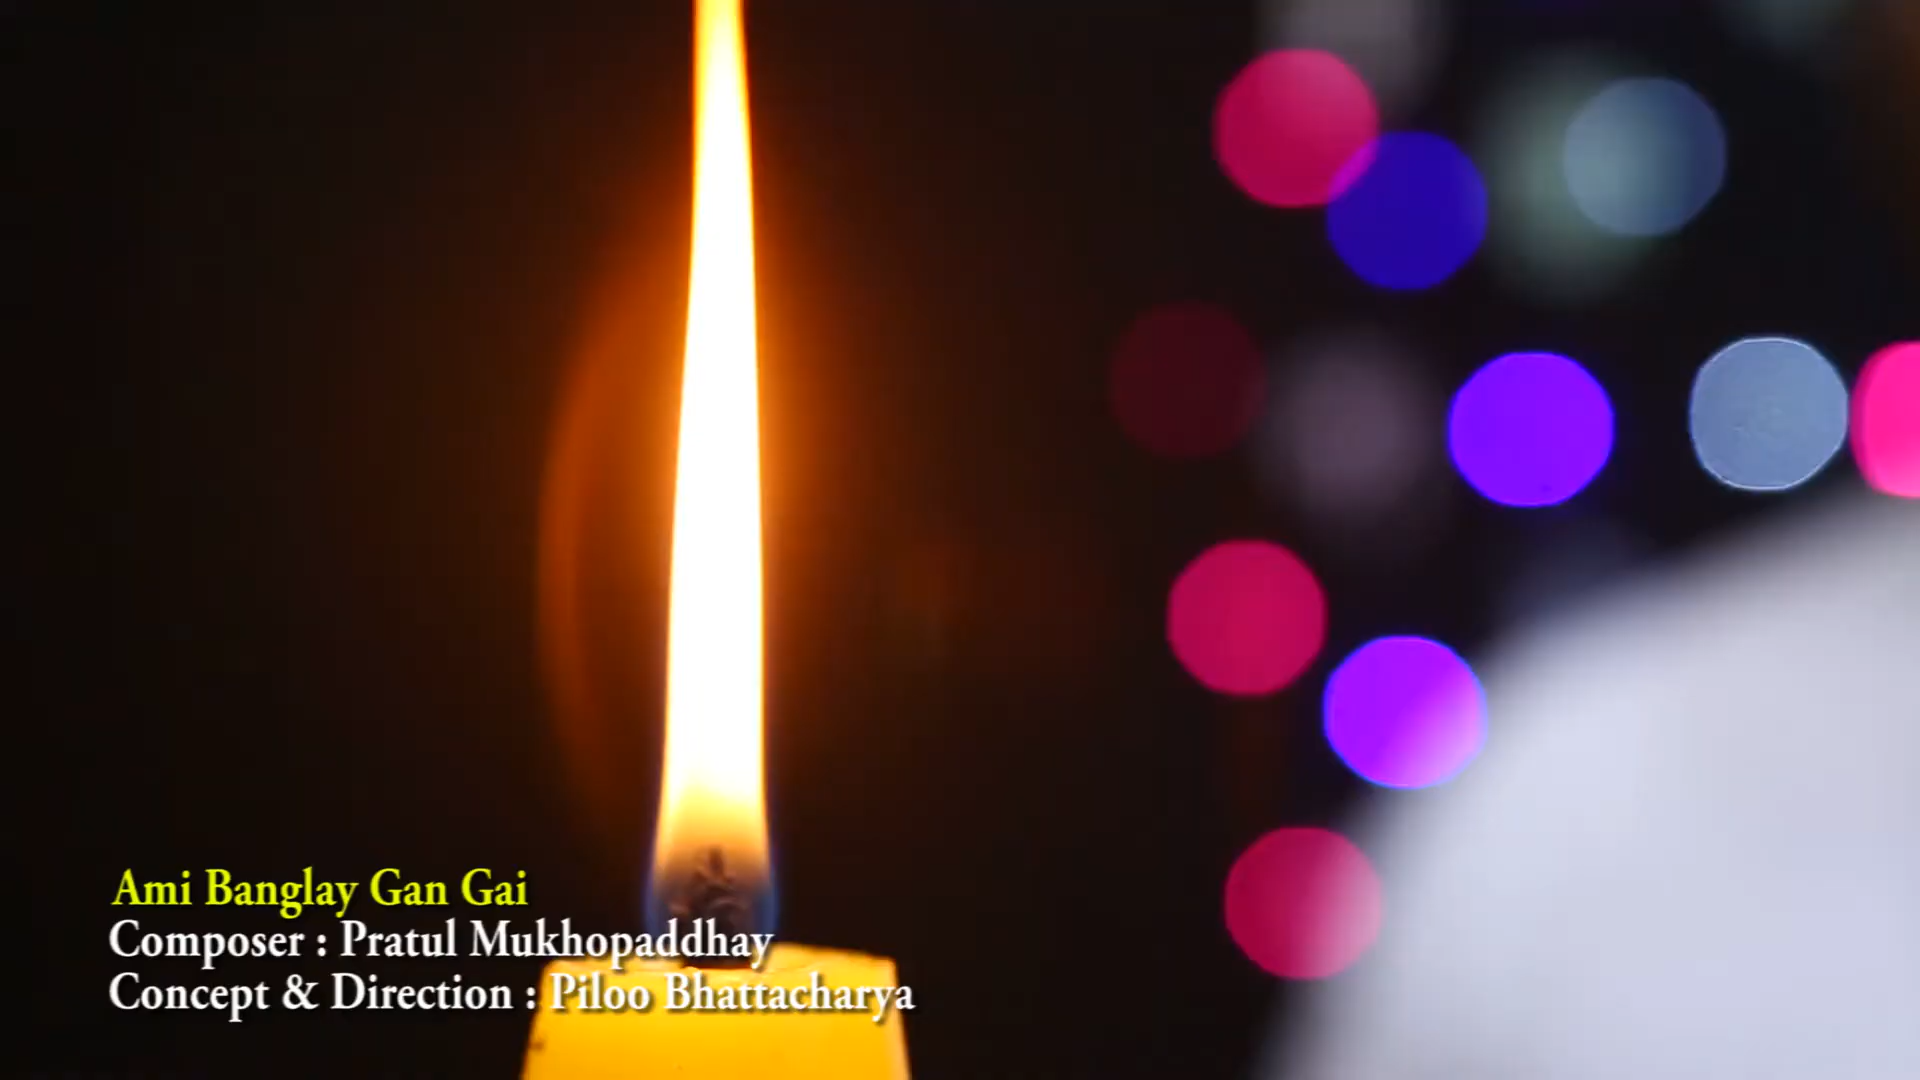 Ami Banglay Gan Gai
Composer : Pratul Mukhopaddhay
Concept & Direction : Piloo Bhattacharya